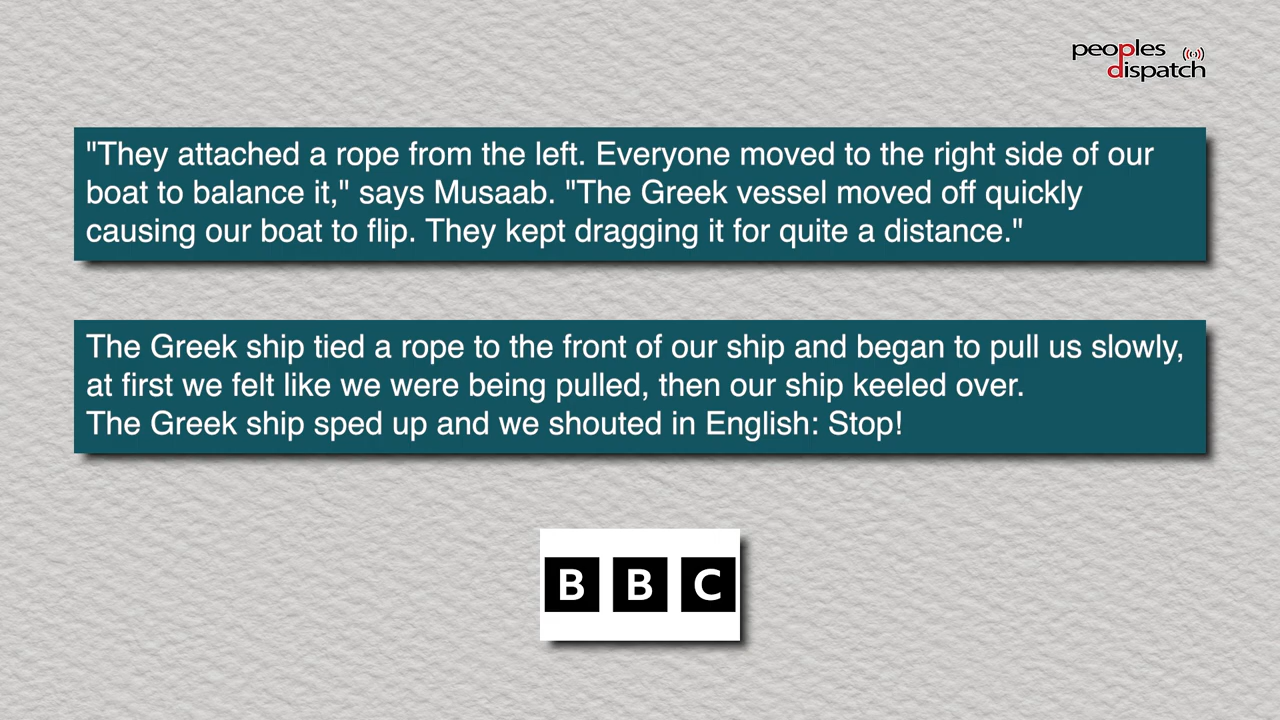 peoples
dispatch
"They attached a rope from the left. Everyone moved to the right side of our
boat to balance it," says Musaab. "The Greek vessel moved off quickly
causing our boat to flip. They kept dragging it for quite a distance."
The Greek ship tied a rope to the front of our ship and began to pull us slowly,
at first we felt like we were being pulled, then our ship keeled over.
The Greek ship sped up and we shouted in English: Stop!
BBC